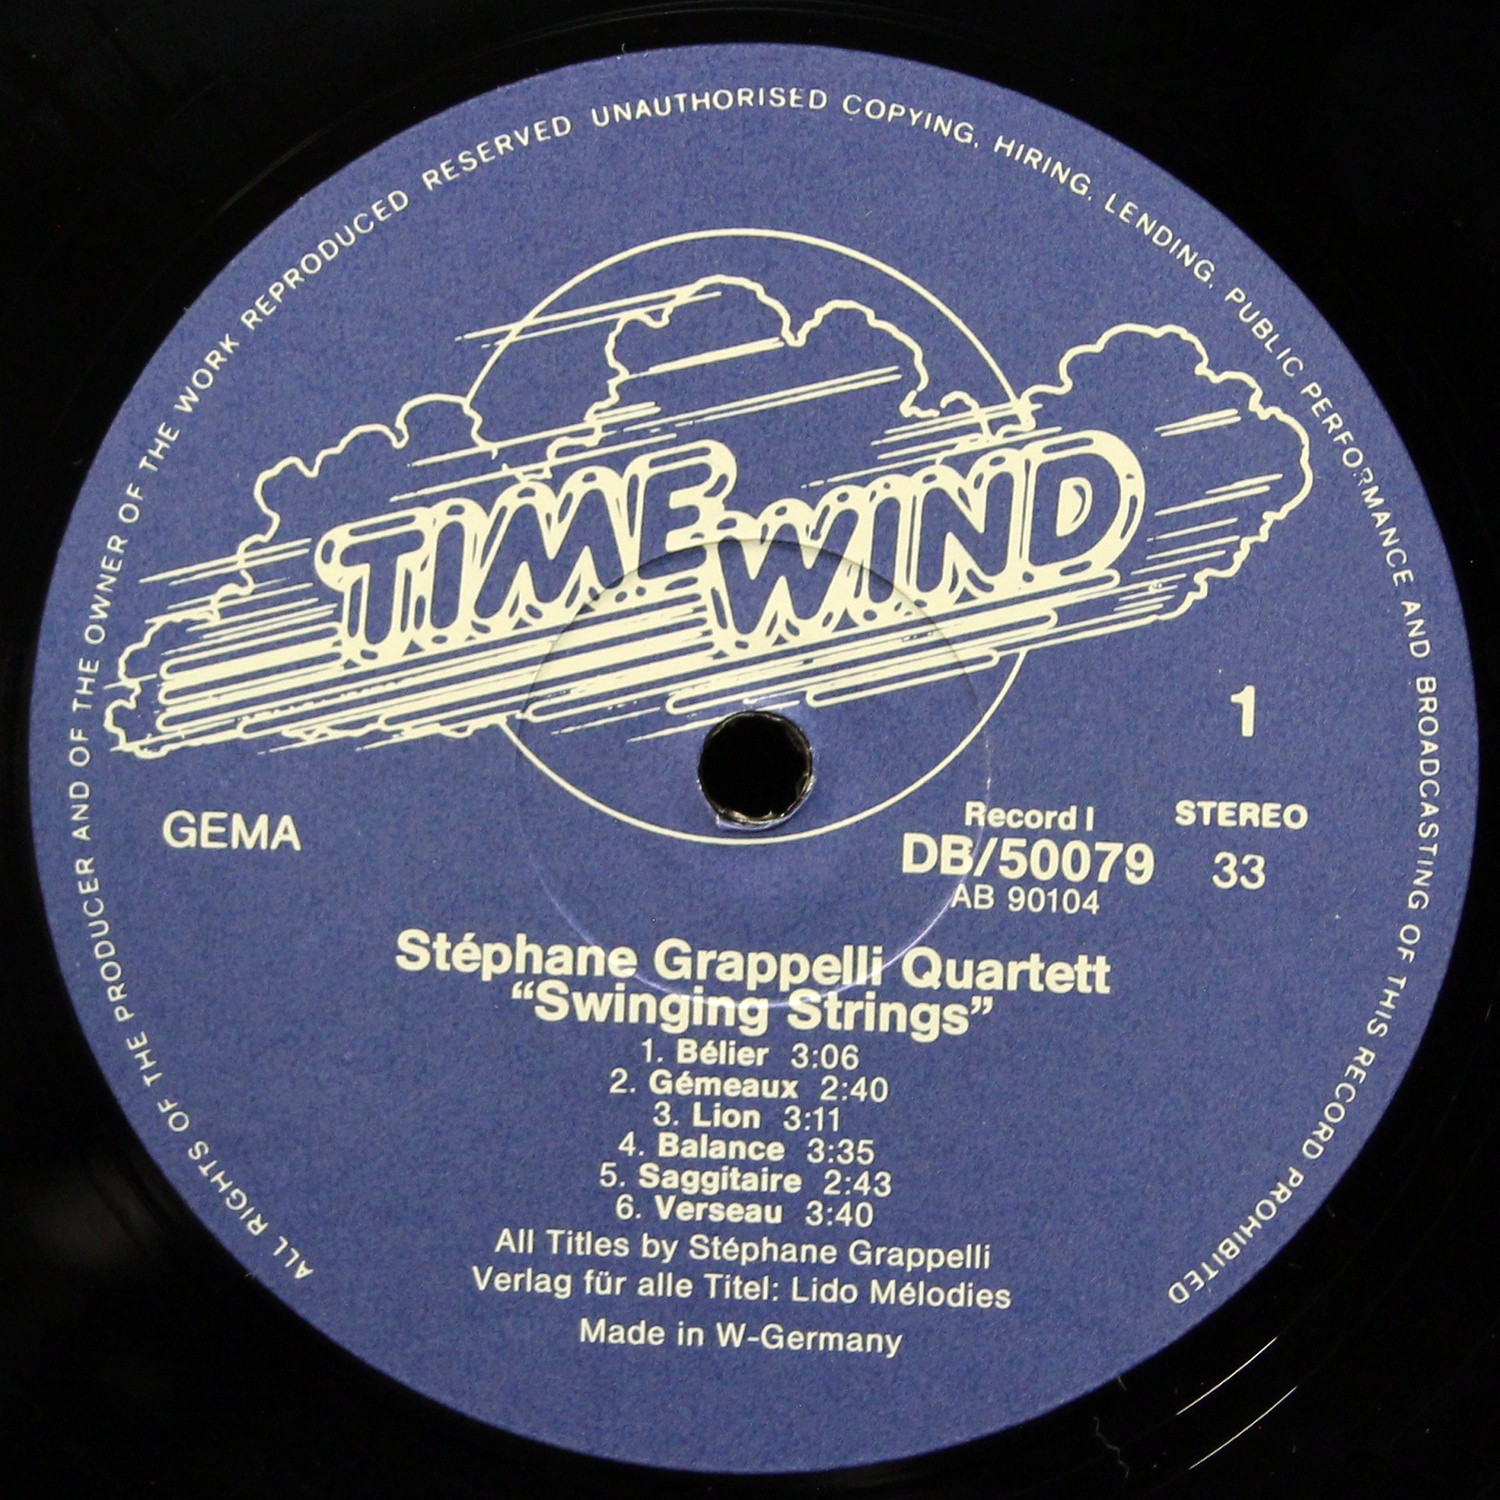 ALL RIGHTS OF THE PRODUCER AND OF THE OWNER OF THE WORK REPRODUCED RESERVED UNAUTHORISED COPYING, HIRING, LENDING, PUBLIC PERFORMANCE AND BROADCASTING OF THIS RECORD PROHIBITED
TIMEWIND
1
GEMA
Record I
STEREO
DB/50079
33
AB 90104
Stéphane Grappelli Quartett
“Swinging Strings”
1. Bélier 3:06
2. Gémeaux 2:40
3. Lion 3:11
4. Balance 3:35
5. Saggitaire 2:43
6. Verseau 3:40
All Titles by Stéphane Grappelli
Verlag für alle Titel: Lido Mélodies
Made in W-Germany